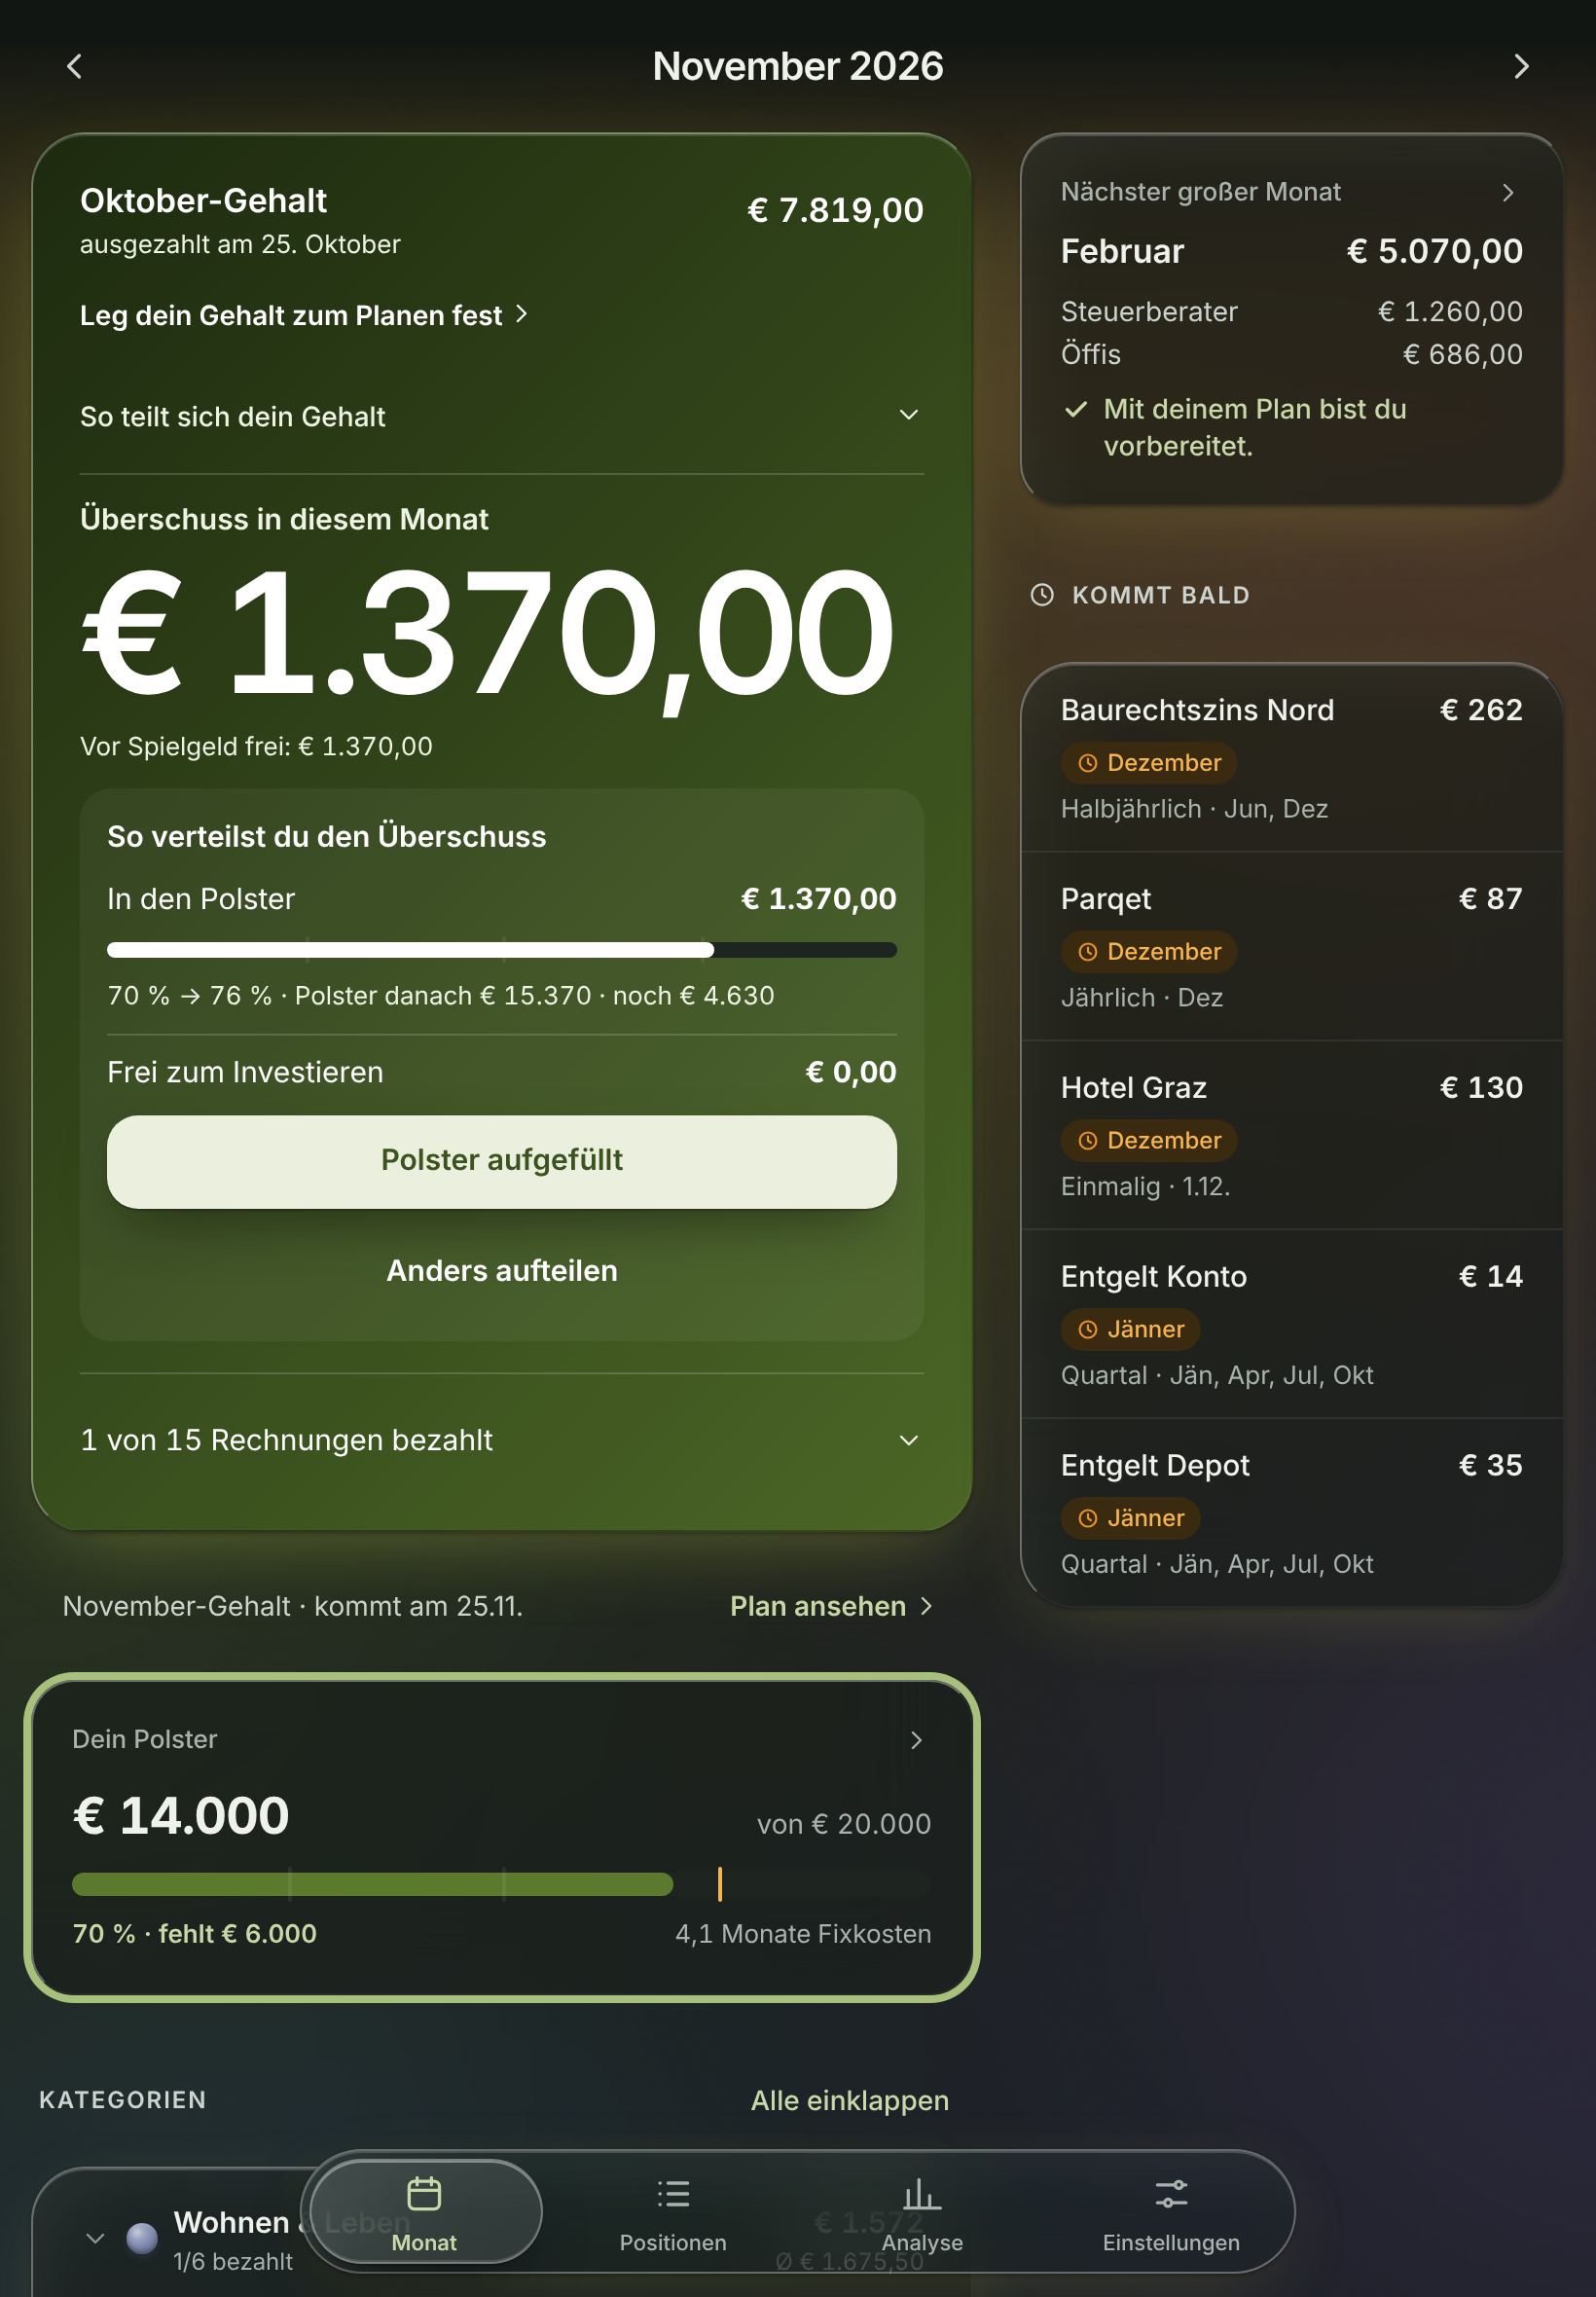 November 2026
Oktober-Gehalt
€ 7.819,00
ausgezahlt am 25. Oktober
Leg dein Gehalt zum Planen fest
So teilt sich dein Gehalt
Überschuss in diesem Monat
€ 1.370,00
Vor Spielgeld frei: € 1.370,00
So verteilst du den Überschuss
In den Polster € 1.370,00
70 % → 76 % · Polster danach € 15.370 · noch € 4.630
Frei zum Investieren € 0,00
Polster aufgefüllt
Anders aufteilen
1 von 15 Rechnungen bezahlt
November-Gehalt · kommt am 25.11. Plan ansehen
Dein Polster
€ 14.000 von € 20.000
70 % · fehlt € 6.000 4,1 Monate Fixkosten
KATEGORIEN Alle einklappen
Wohnen & Leben € 1.572
1/6 bezahlt Ø € 1.675,50
Nächster großer Monat
Februar € 5.070,00
Steuerberater € 1.260,00
Öffis € 686,00
Mit deinem Plan bist du
vorbereitet.
KOMMT BALD
Baurechtszins Nord € 262
Dezember
Halbjährlich · Jun, Dez
Parqet € 87
Dezember
Jährlich · Dez
Hotel Graz € 130
Dezember
Einmalig · 1.12.
Entgelt Konto € 14
Jänner
Quartal · Jän, Apr, Jul, Okt
Entgelt Depot € 35
Jänner
Quartal · Jän, Apr, Jul, Okt
Monat Positionen Analyse Einstellungen